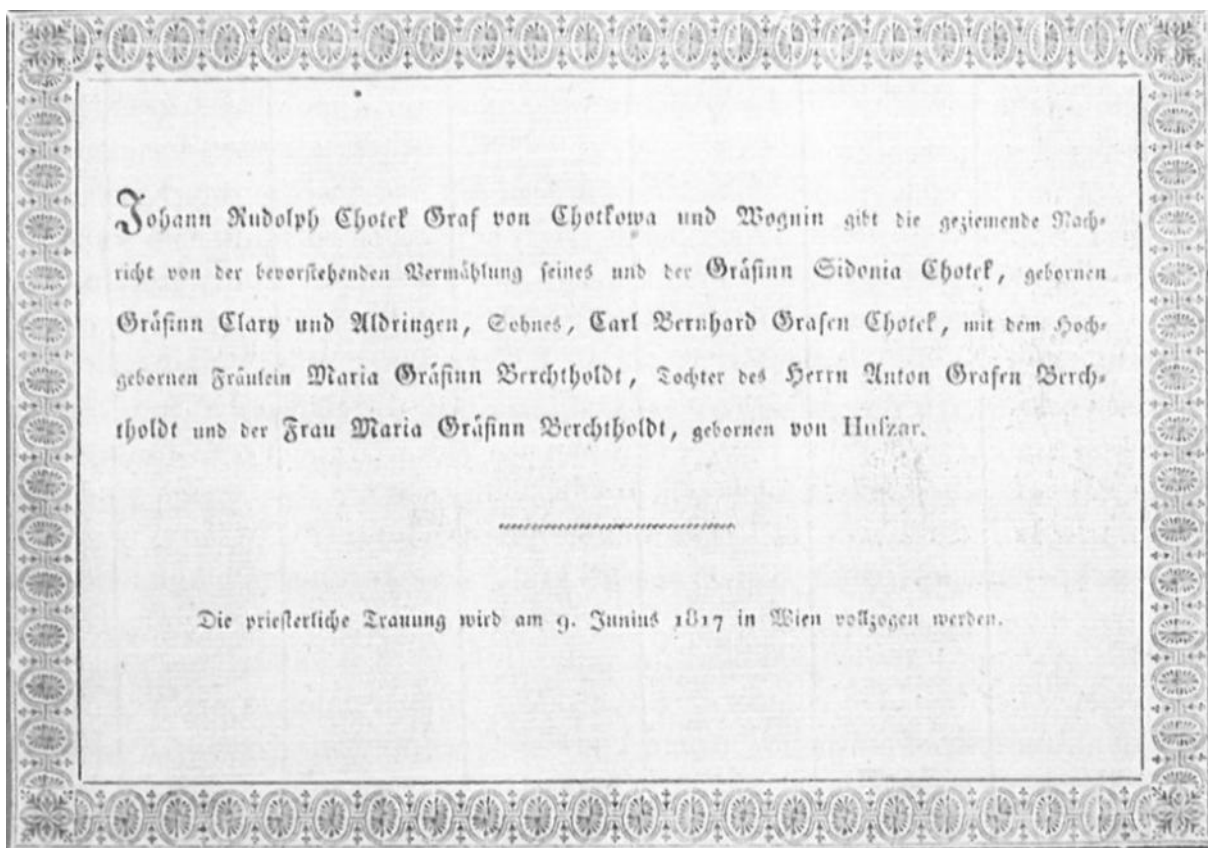 Johann Rudolph Chotek Graf von Chotkowa und Wognin gibt die geziemende Nach-
richt von der bevorstehenden Vermählung seines und der Gräfinn Sidonia Chotek, gebornen
Gräfinn Clary und Aldringen, Sohnes, Carl Bernhard Grafen Chotek, mit dem Hoch-
gebornen Fräulein Maria Gräfinn Berchtholdt, Tochter des Herrn Anton Grafen Berch-
tholdt und der Frau Maria Gräfinn Berchtholdt, gebornen von Huſzar.
Die priesterliche Trauung wird am 9. Junius 1817 in Wien vollzogen werden.